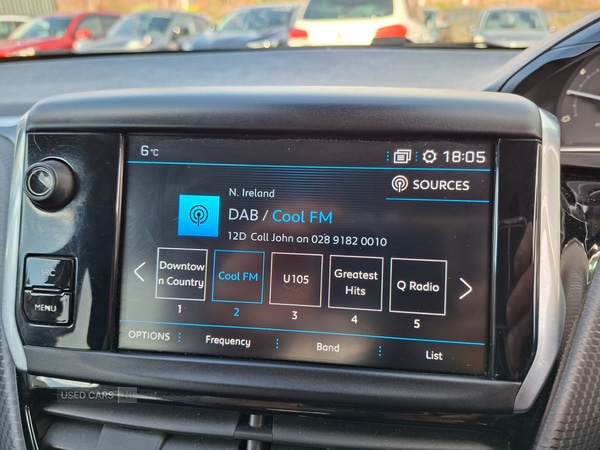 6°C
18:05
SOURCES
N. Ireland
DAB / Cool FM
12D Call John on 028 9182 0010
Downtow
n Country
Cool FM
U105
Greatest
Hits
Q Radio
1
2
3
4
5
OPTIONS
Frequency
Band
List
MENU
USED CARS NI